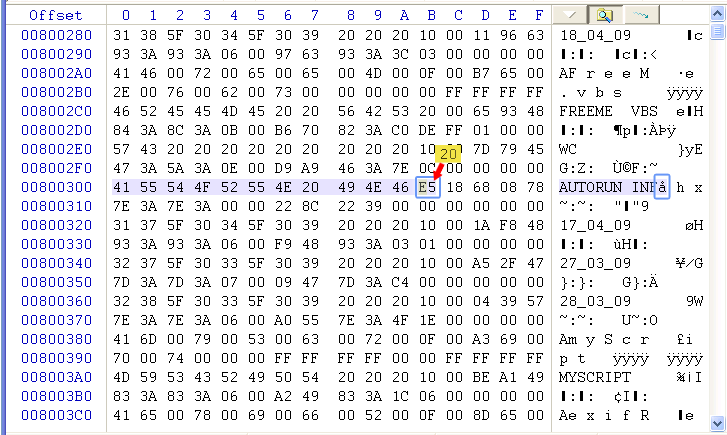 Offset 0 1 2 3 4 5 6 7 8 9 A B C D E F
00800280 31 38 5F 30 34 5F 30 39 20 20 20 10 00 11 96 63 18_04_09 ▮c
00800290 93 3A 93 3A 06 00 97 63 93 3A 3C 03 00 00 00 00 ▮:▮: ▮c▮:<
008002A0 41 46 00 72 00 65 00 65 00 4D 00 0F 00 B7 65 00 AF r e e M ·e
008002B0 2E 00 76 00 62 00 73 00 00 00 00 00 FF FF FF FF . v b s ÿÿÿÿ
008002C0 46 52 45 45 4D 45 20 20 56 42 53 20 00 65 93 48 FREEME VBS e▮H
008002D0 84 3A 8C 3A 0B 00 B6 70 82 3A C0 DE FF 01 00 00 ▮:▮: ¶p▮:ÀÞÿ
008002E0 57 43 20 20 20 20 20 20 20 20 20 10 7D 79 45 WC }yE
20
008002F0 47 3A 5A 3A 0E 00 D9 A9 46 3A 7E 0C 00 00 00 00 G:Z: Ù©F:~
00800300 41 55 54 4F 52 55 4E 20 49 4E 46 E5 18 68 08 78 AUTORUN INFå h x
00800310 7E 3A 7E 3A 00 00 22 8C 22 39 00 00 00 00 00 00 ~:~: "▮"9
00800320 31 37 5F 30 34 5F 30 39 20 20 20 10 00 1A F8 48 17_04_09 øH
00800330 93 3A 93 3A 06 00 F9 48 93 3A 03 01 00 00 00 00 ▮:▮: ùH▮:
00800340 32 37 5F 30 33 5F 30 39 20 20 20 10 00 A5 2F 47 27_03_09 ¥/G
00800350 7D 3A 7D 3A 07 00 09 47 7D 3A C4 00 00 00 00 00 }:}: G}:Ä
00800360 32 38 5F 30 33 5F 30 39 20 20 20 10 00 04 39 57 28_03_09 9W
00800370 7E 3A 7E 3A 06 00 A0 55 7E 3A 4F 1E 00 00 00 00 ~:~: U~:O
00800380 41 6D 00 79 00 53 00 63 00 72 00 0F 00 A3 69 00 Am y S c r £i
00800390 70 00 74 00 00 00 FF FF FF FF 00 00 FF FF FF FF p t ÿÿÿÿ ÿÿÿÿ
008003A0 4D 59 53 43 52 49 50 54 20 20 20 10 00 BE A1 49 MYSCRIPT ¾¡I
008003B0 83 3A 83 3A 06 00 A2 49 83 3A 1C 06 00 00 00 00 ▮:▮: ¢I▮:
008003C0 41 65 00 78 00 69 00 66 00 52 00 0F 00 8D 65 00 Ae x i f R ▮e